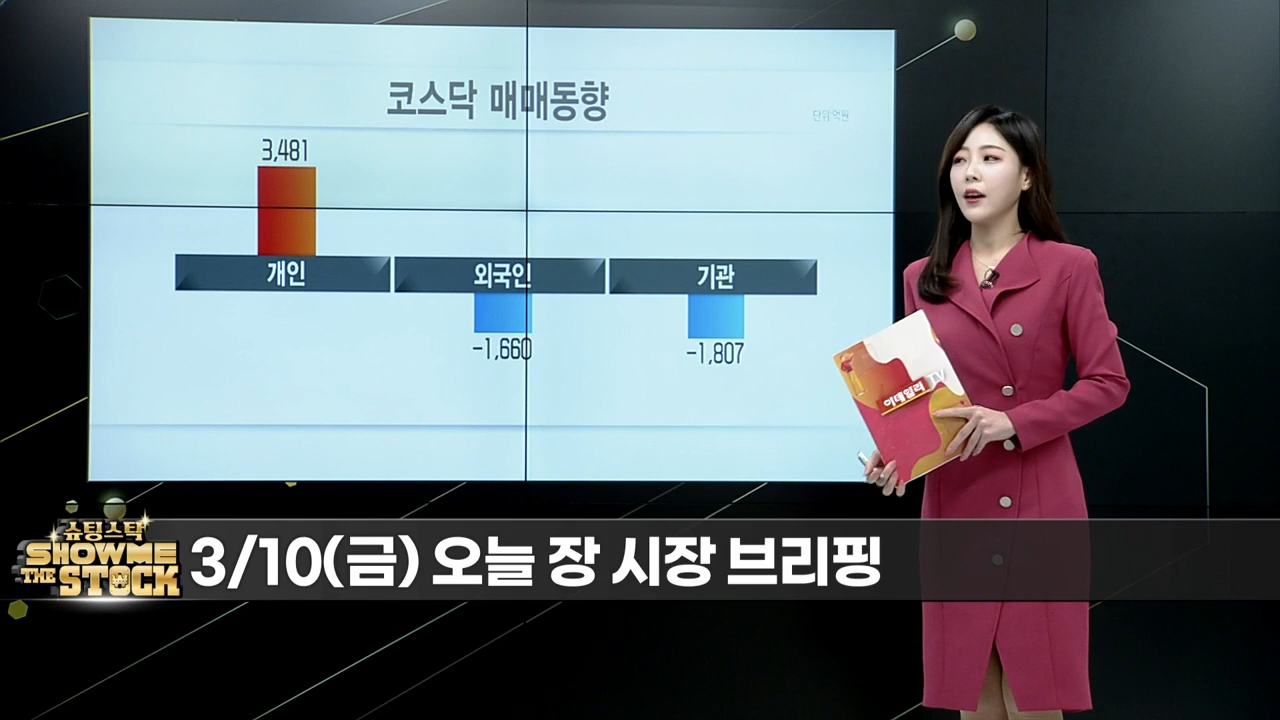 코스닥 매매동향
단위:억원
3,481
개인
외국인
기관
-1,660
-1,807
이데일리 TV
슈팅스탁
SHOW ME
THE STOCK
3/10(금) 오늘 장 시장 브리핑